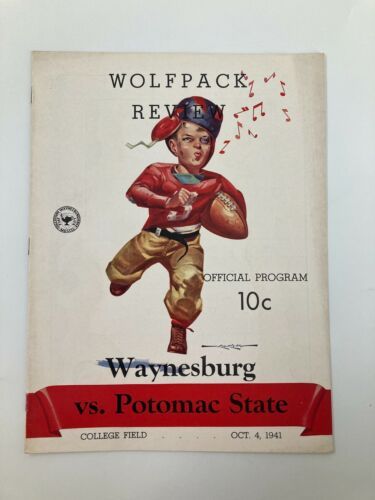 WOLFPACK
REVIEW
OFFICIAL PROGRAM
10c
Waynesburg
vs. Potomac State
COLLEGE FIELD . . . . OCT. 4, 1941